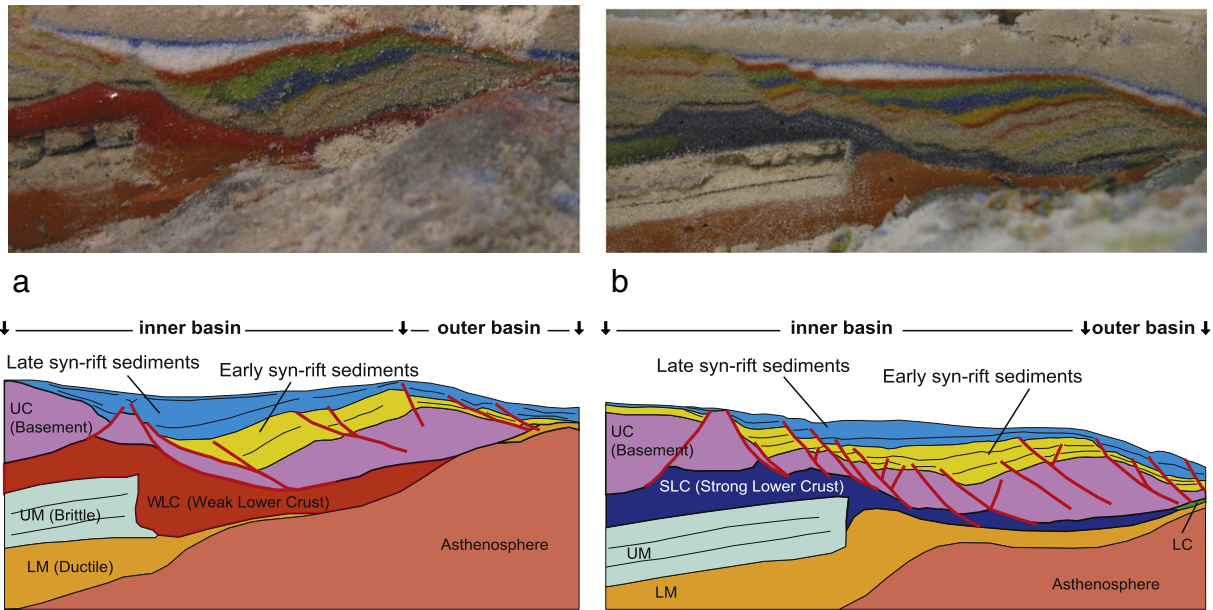 a
b
inner basin
outer basin
Late syn-rift sediments
Early syn-rift sediments
UC
(Basement)
WLC (Weak Lower Crust)
UM (Brittle)
LM (Ductile)
Asthenosphere
inner basin
outer basin
Late syn-rift sediments
Early syn-rift sediments
UC
(Basement)
SLC (Strong Lower Crust)
UM
LC
LM
Asthenosphere